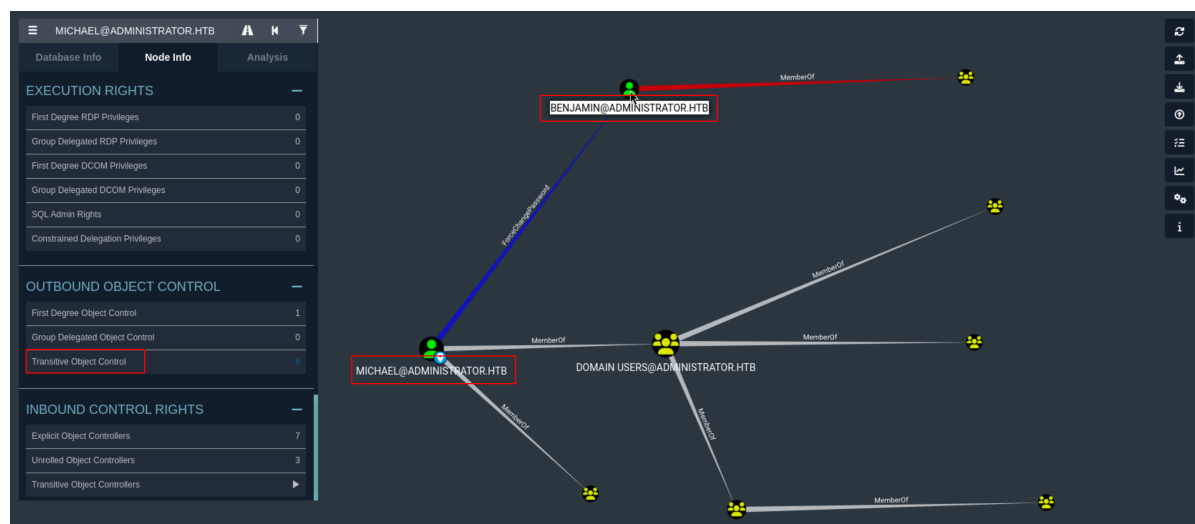 MICHAEL@ADMINISTRATOR.HTB
Database Info
Node Info
Analysis
EXECUTION RIGHTS
First Degree RDP Privileges 0
Group Delegated RDP Privileges 0
First Degree DCOM Privileges 0
Group Delegated DCOM Privileges 0
SQL Admin Rights 0
Constrained Delegation Privileges 0
OUTBOUND OBJECT CONTROL
First Degree Object Control 1
Group Delegated Object Control 0
Transitive Object Control 8
INBOUND CONTROL RIGHTS
Explicit Object Controllers 7
Unrolled Object Controllers 3
Transitive Object Controllers
MemberOf
BENJAMIN@ADMINISTRATOR.HTB
ForceChangePassword
MemberOf
MemberOf
MemberOf
MICHAEL@ADMINISTRATOR.HTB
DOMAIN USERS@ADMINISTRATOR.HTB
MemberOf
MemberOf
MemberOf